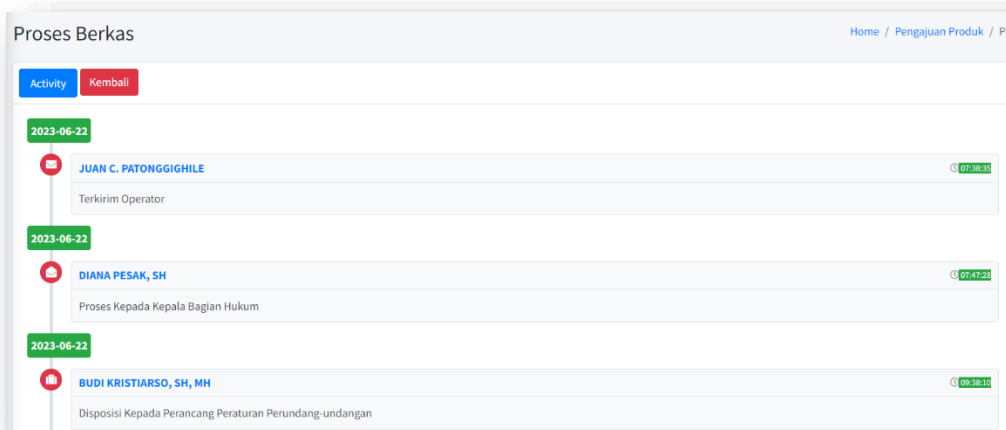 Proses Berkas
Home / Pengajuan Produk / P
Activity Kembali
2023-06-22
JUAN C. PATONGGIGHILE 07:38:35
Terkirim Operator
2023-06-22
DIANA PESAK, SH 07:47:28
Proses Kepada Kepala Bagian Hukum
2023-06-22
BUDI KRISTIARSO, SH, MH 09:38:10
Disposisi Kepada Perancang Peraturan Perundang-undangan